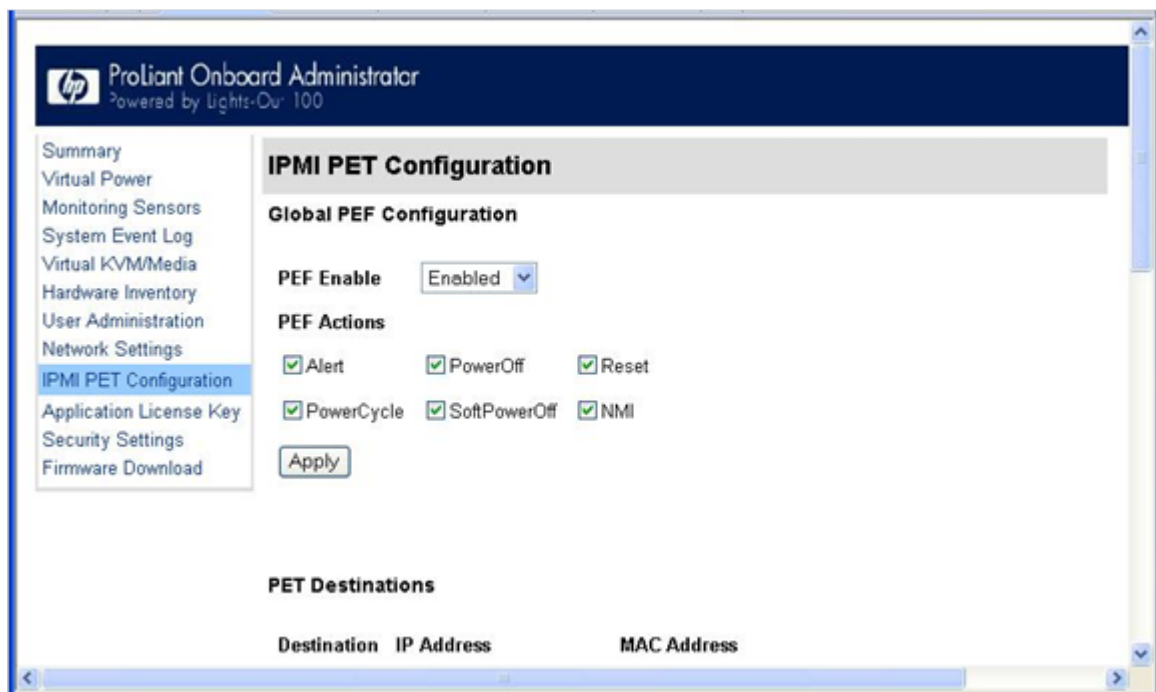 hp
ProLiant Onboard Administrator
Powered by Lights-Out 100
Summary
Virtual Power
Monitoring Sensors
System Event Log
Virtual KVM/Media
Hardware Inventory
User Administration
Network Settings
IPMI PET Configuration
Application License Key
Security Settings
Firmware Download
IPMI PET Configuration
Global PEF Configuration
PEF Enable Enabled
PEF Actions
Alert PowerOff Reset
PowerCycle SoftPowerOff NMI
Apply
PET Destinations
Destination IP Address MAC Address